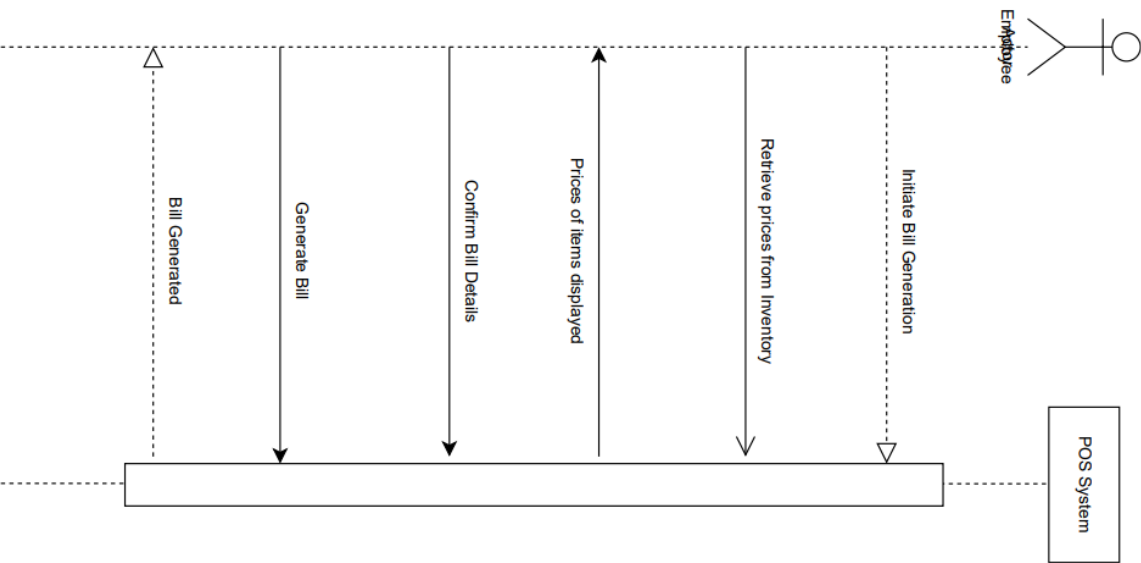 Employee
POS System
Initiate Bill Generation
Retrieve prices from Inventory
Prices of items displayed
Confirm Bill Details
Generate Bill
Bill Generated